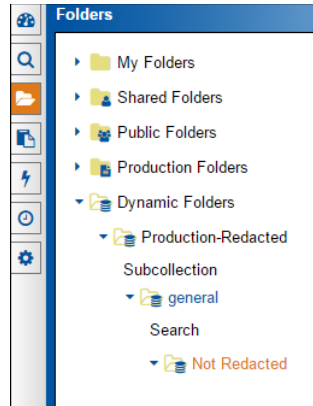 Folders
My Folders
Shared Folders
Public Folders
Production Folders
Dynamic Folders
Production-Redacted
Subcollection
general
Search
Not Redacted